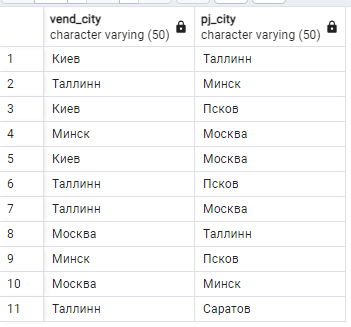 vend_city pj_city
character varying (50) character varying (50)
1 Киев Таллинн
2 Таллинн Минск
3 Киев Псков
4 Минск Москва
5 Киев Москва
6 Таллинн Псков
7 Таллинн Москва
8 Москва Таллинн
9 Минск Псков
10 Москва Минск
11 Таллинн Саратов